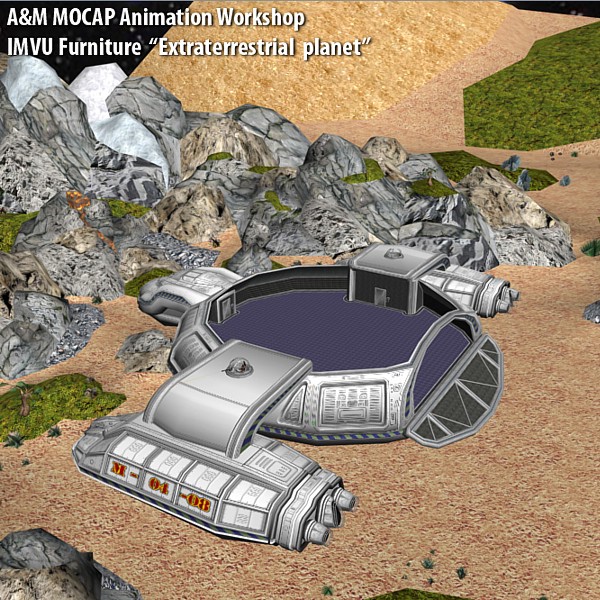 A&M MOCAP Animation Workshop
IMVU Furniture “Extraterrestrial planet”
M - 04 -08